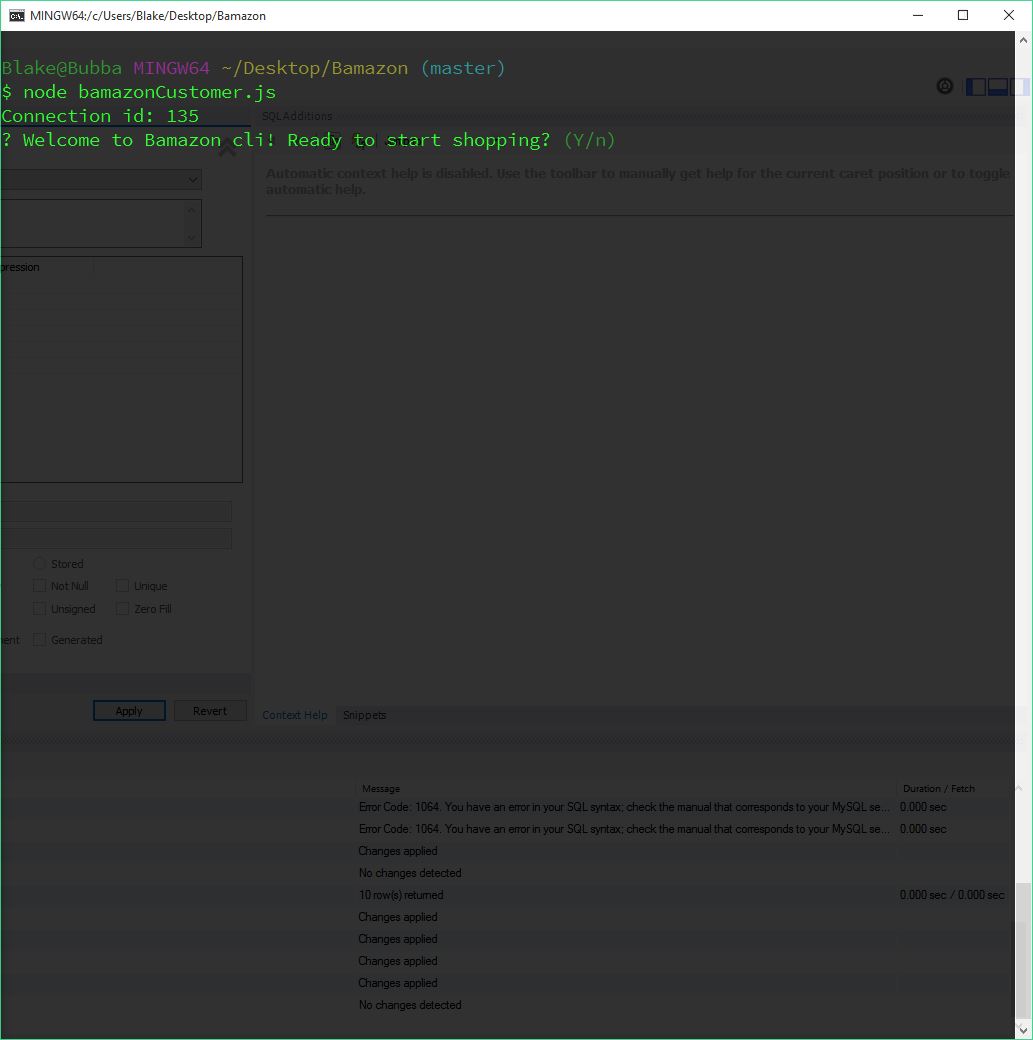 MINGW64:/c/Users/Blake/Desktop/Bamazon
Blake@Bubba MINGW64 ~/Desktop/Bamazon (master)
$ node bamazonCustomer.js
Connection id: 135
SQL Additions
? Welcome to Bamazon cli! Ready to start shopping? (Y/n)
Automatic context help is disabled. Use the toolbar to manually get help for the current caret position or to toggle
automatic help.
pression
Stored
Not Null Unique
Unsigned Zero Fill
ent Generated
Apply Revert Context Help Snippets
Message Duration / Fetch
Error Code: 1064. You have an error in your SQL syntax; check the manual that corresponds to your MySQL se... 0.000 sec
Error Code: 1064. You have an error in your SQL syntax; check the manual that corresponds to your MySQL se... 0.000 sec
Changes applied
No changes detected
10 row(s) returned 0.000 sec / 0.000 sec
Changes applied
Changes applied
Changes applied
Changes applied
No changes detected